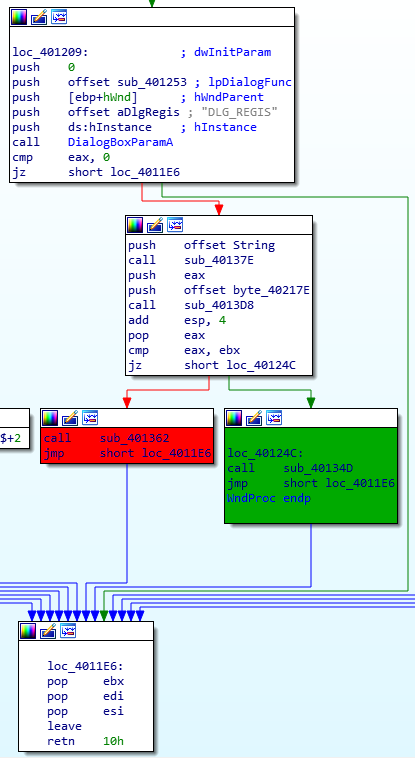 loc_401209: ; dwInitParam
push 0
push offset sub_401253 ; lpDialogFunc
push [ebp+hWnd] ; hWndParent
push offset aDlgRegis ; "DLG_REGIS"
push ds:hInstance ; hInstance
call DialogBoxParamA
cmp eax, 0
jz short loc_4011E6
push offset String
call sub_40137E
push eax
push offset byte_40217E
call sub_4013D8
add esp, 4
pop eax
cmp eax, ebx
jz short loc_40124C
$+2
call sub_401362
jmp short loc_4011E6
loc_40124C:
call sub_40134D
jmp short loc_4011E6
WndProc endp
loc_4011E6:
pop ebx
pop edi
pop esi
leave
retn 10h